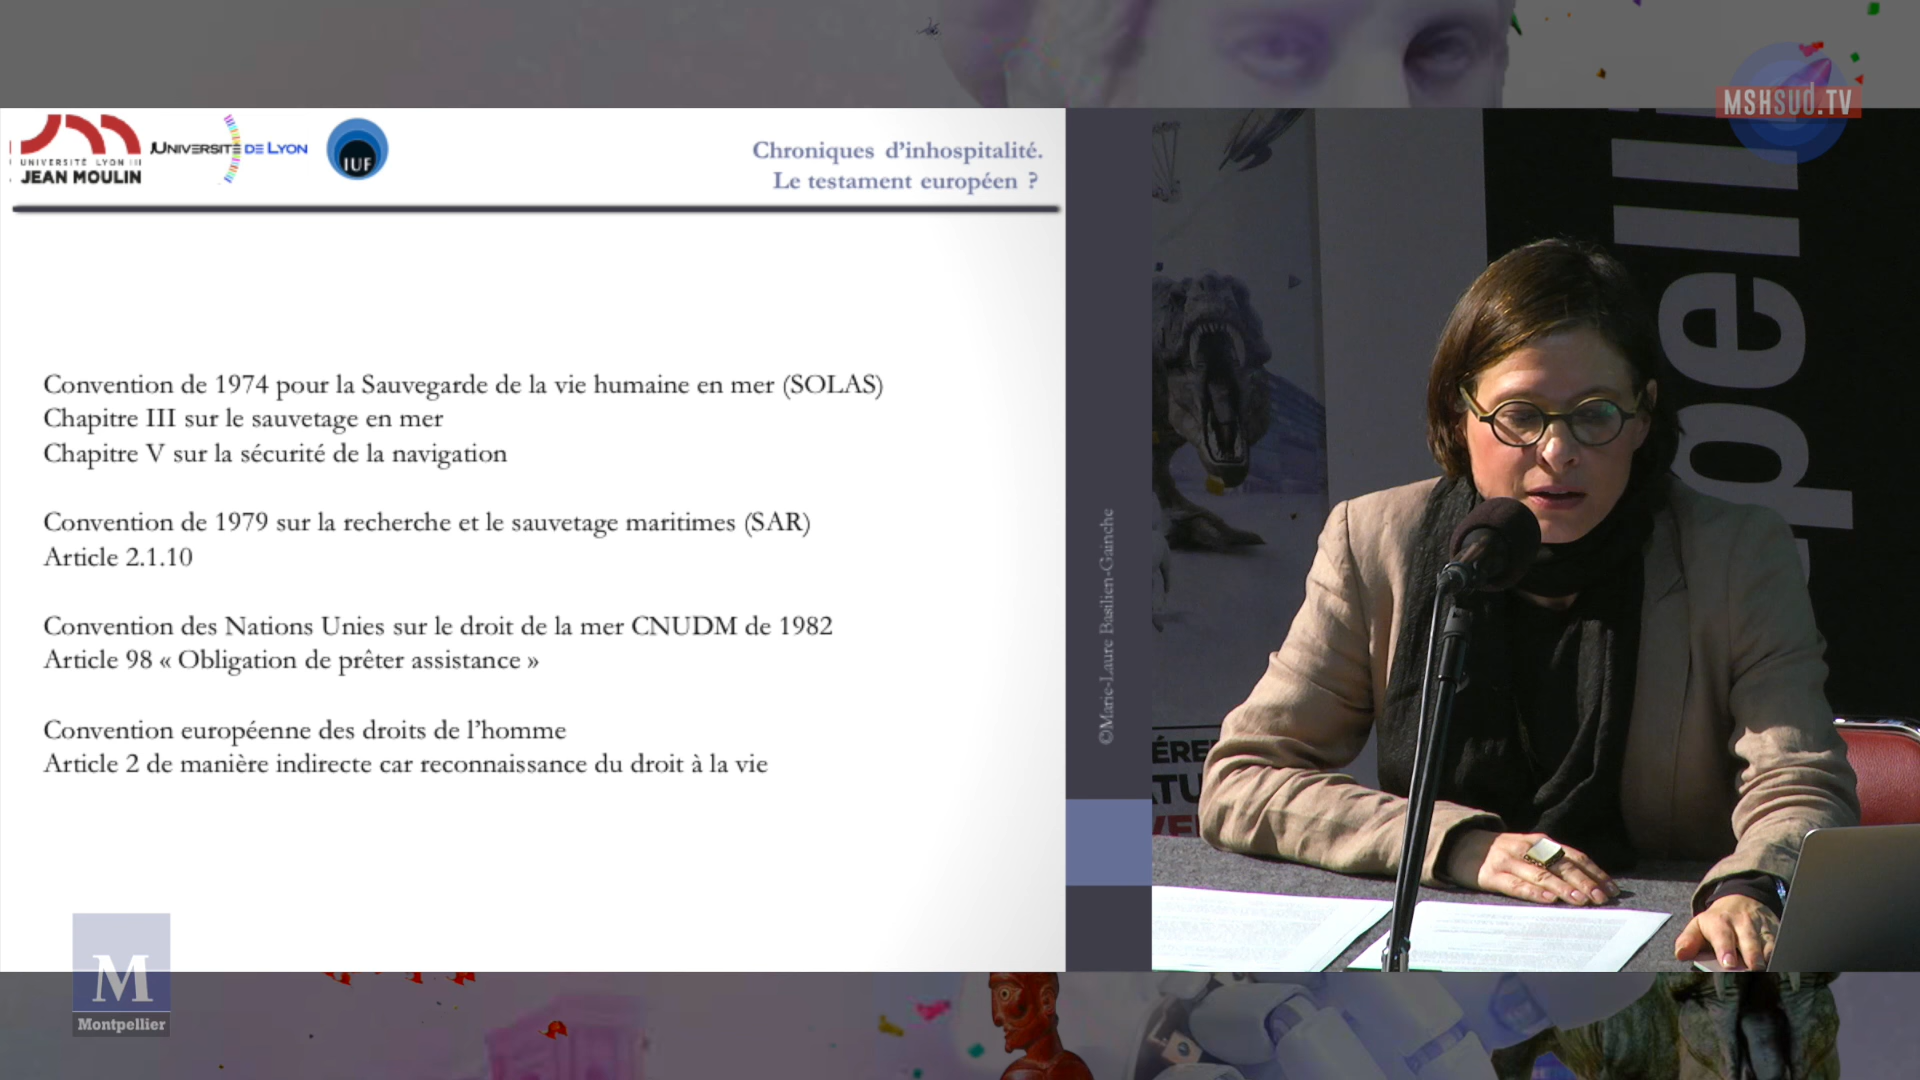 UNIVERSITÉ LYON III
JEAN MOULIN
UNIVERSITÉ DE LYON
IUF
Chroniques d'inhospitalité.
Le testament européen ?
Convention de 1974 pour la Sauvegarde de la vie humaine en mer (SOLAS)
Chapitre III sur le sauvetage en mer
Chapitre V sur la sécurité de la navigation
Convention de 1979 sur la recherche et le sauvetage maritimes (SAR)
Article 2.1.10
Convention des Nations Unies sur le droit de la mer CNUDM de 1982
Article 98 « Obligation de prêter assistance »
Convention européenne des droits de l'homme
Article 2 de manière indirecte car reconnaissance du droit à la vie
©Marie-Laure Basilien-Gainche
MSHSUD.TV
pell
ÉRE
TU
VE
M
Montpellier